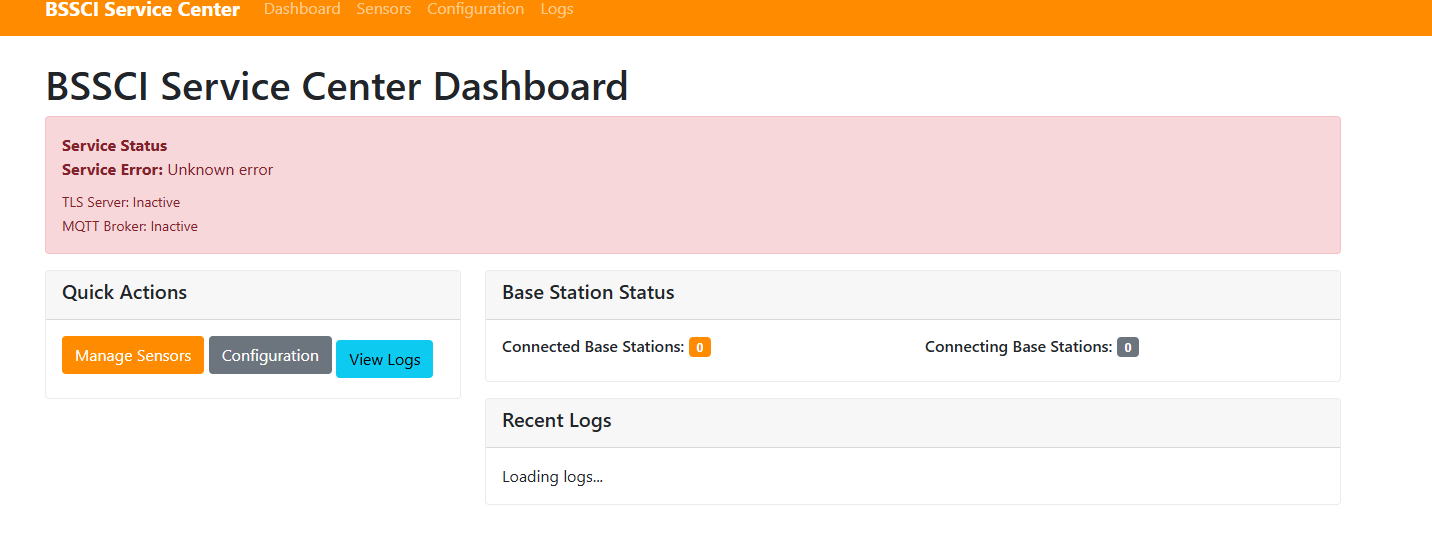 BSSCI Service Center Dashboard Sensors Configuration Logs
BSSCI Service Center Dashboard
Service Status
Service Error: Unknown error
TLS Server: Inactive
MQTT Broker: Inactive
Quick Actions
Manage Sensors Configuration View Logs
Base Station Status
Connected Base Stations: 0 Connecting Base Stations: 0
Recent Logs
Loading logs...